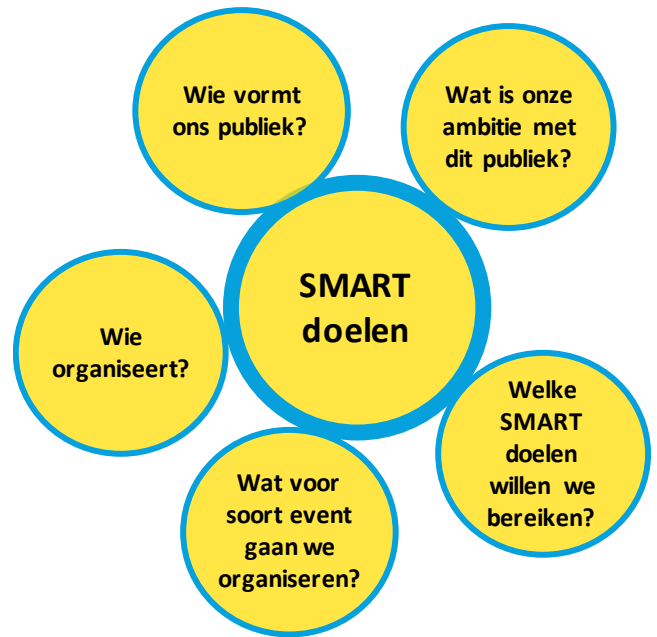 Wie vormt
ons publiek?
Wat is onze
ambitie met
dit publiek?
SMART
doelen
Wie
organiseert?
Welke
SMART
doelen
willen we
bereiken?
Wat voor
soort event
gaan we
organiseren?